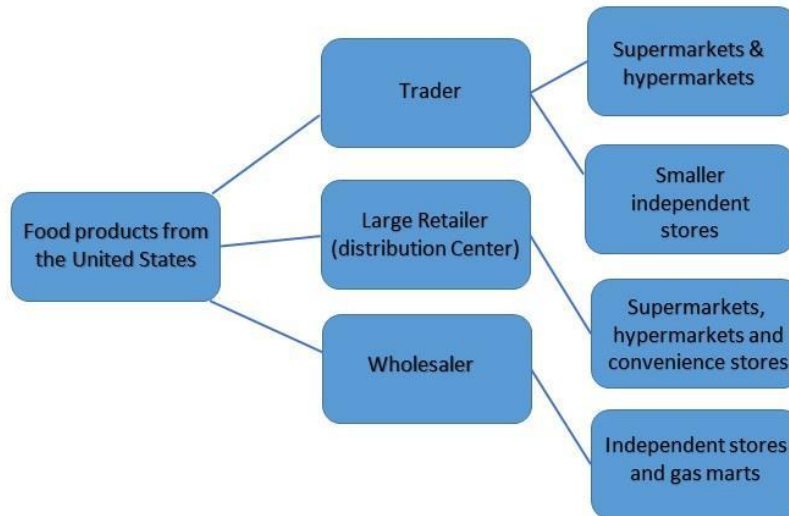 Food products from
the United States
Trader
Large Retailer
(distribution Center)
Wholesaler
Supermarkets &
hypermarkets
Smaller
independent
stores
Supermarkets,
hypermarkets and
convenience stores
Independent stores
and gas marts